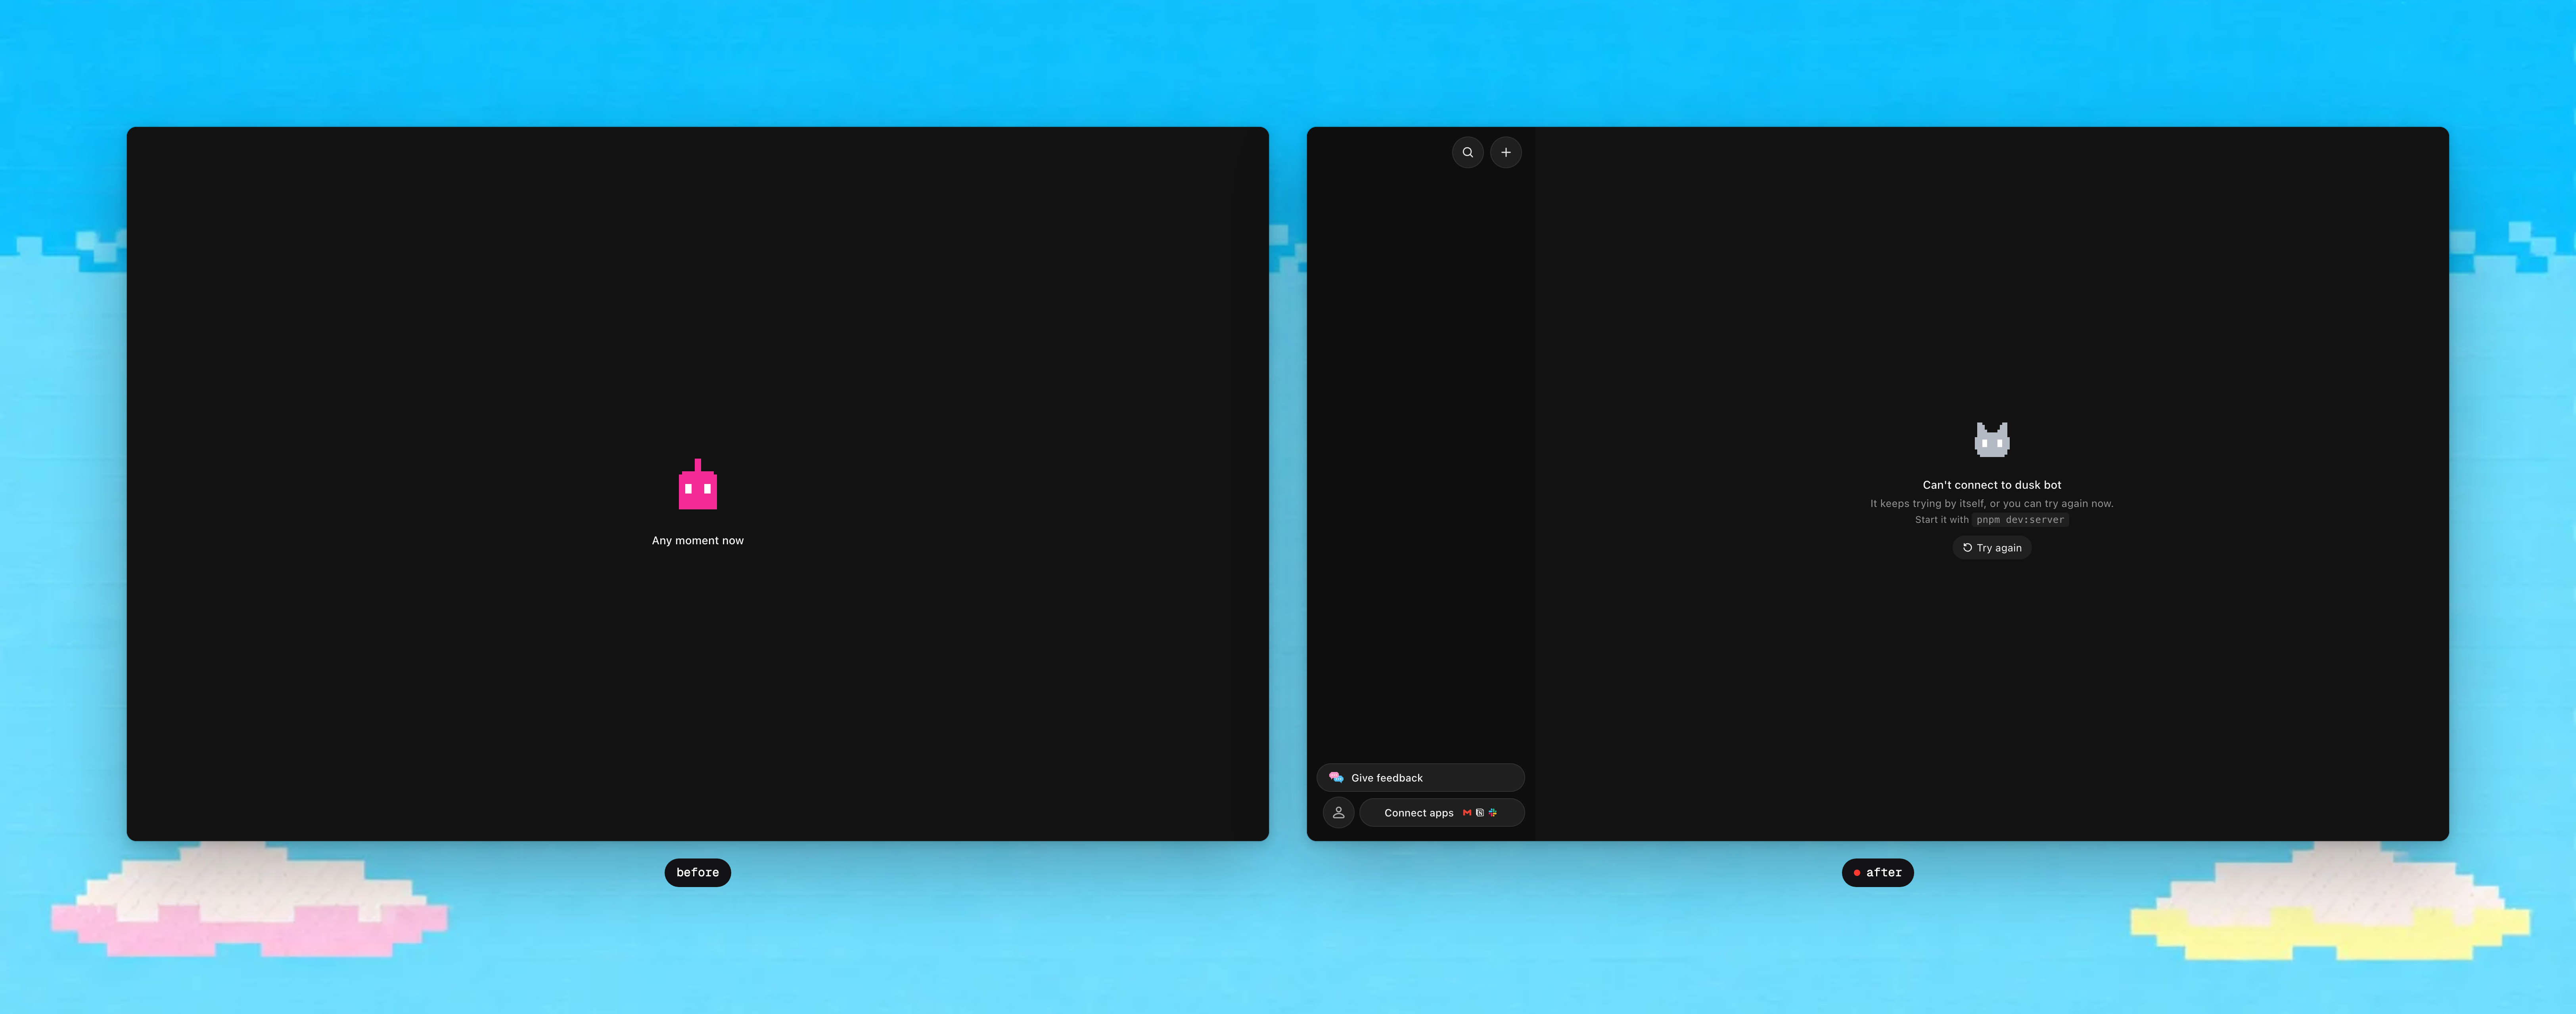 Any moment now
before
Can't connect to dusk bot
It keeps trying by itself, or you can try again now.
Start it with pnpm dev:server
Try again
Give feedback
Connect apps
after